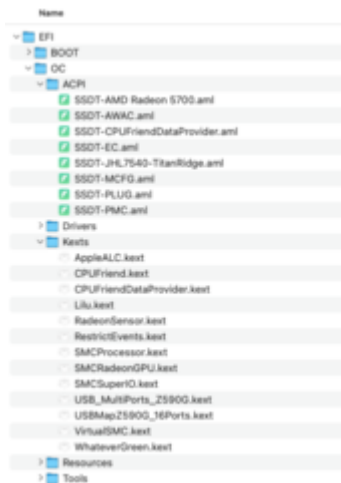 Name
EFI
BOOT
OC
ACPI
SSDT-AMD Radeon 5700.aml
SSDT-AWAC.aml
SSDT-CPUFriendDataProvider.aml
SSDT-EC.aml
SSDT-JHL7540-TitanRidge.aml
SSDT-MCFG.aml
SSDT-PLUG.aml
SSDT-PMC.aml
Drivers
Kexts
AppleALC.kext
CPUFriend.kext
CPUFriendDataProvider.kext
Lilu.kext
RadeonSensor.kext
RestrictEvents.kext
SMCProcessor.kext
SMCRadeonGPU.kext
SMCSuperIO.kext
USB_MultiPorts_Z590G.kext
USBMapZ590G_16Ports.kext
VirtualSMC.kext
WhateverGreen.kext
Resources
Tools